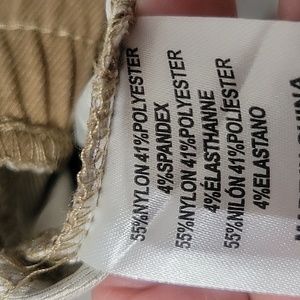 55%NYLON 41%POLYESTER
4%SPANDEX
55%NYLON 41%POLYESTER
4%ÉLASTHANNE
55%NILÓN 41%POLIÉSTER
4%ELASTANO